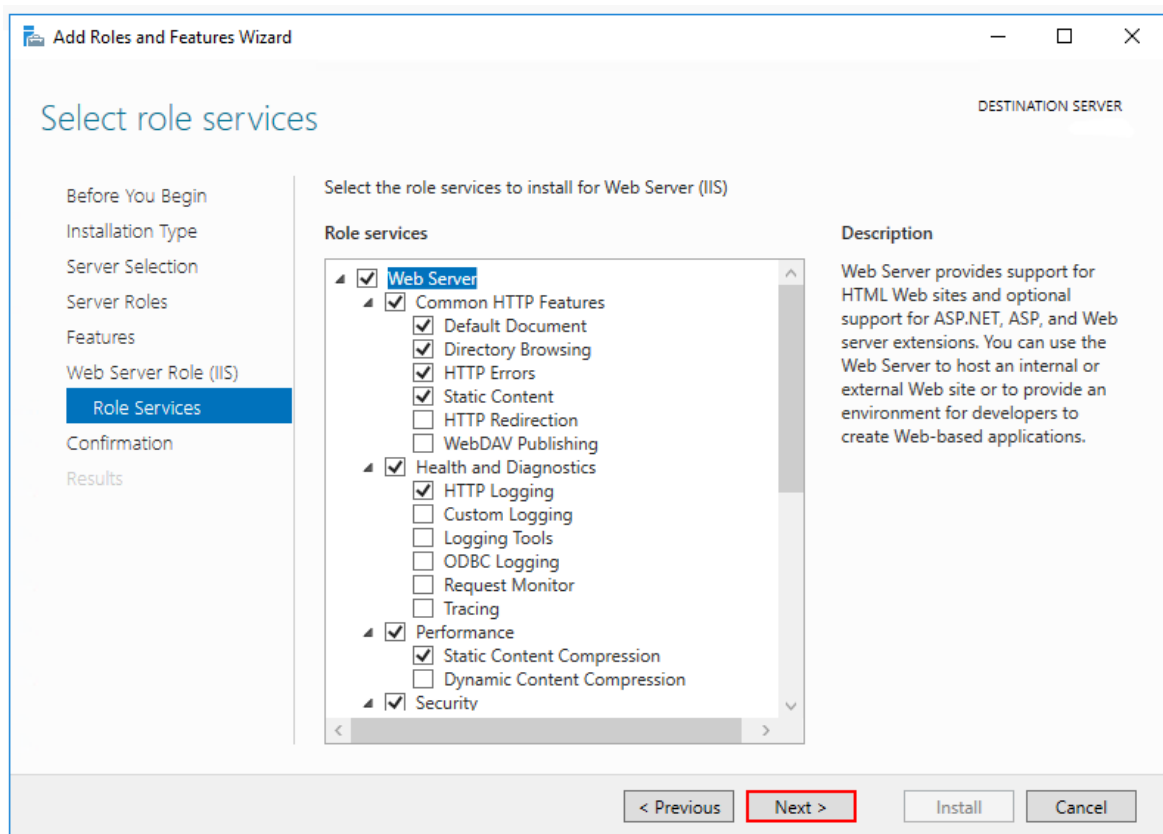 Add Roles and Features Wizard
Select role services
DESTINATION SERVER
Before You Begin
Installation Type
Server Selection
Server Roles
Features
Web Server Role (IIS)
Role Services
Confirmation
Results
Select the role services to install for Web Server (IIS)
Role services
Web Server
Common HTTP Features
Default Document
Directory Browsing
HTTP Errors
Static Content
HTTP Redirection
WebDAV Publishing
Health and Diagnostics
HTTP Logging
Custom Logging
Logging Tools
ODBC Logging
Request Monitor
Tracing
Performance
Static Content Compression
Dynamic Content Compression
Security
Description
Web Server provides support for
HTML Web sites and optional
support for ASP.NET, ASP, and Web
server extensions. You can use the
Web Server to host an internal or
external Web site or to provide an
environment for developers to
create Web-based applications.
< Previous
Next >
Install
Cancel